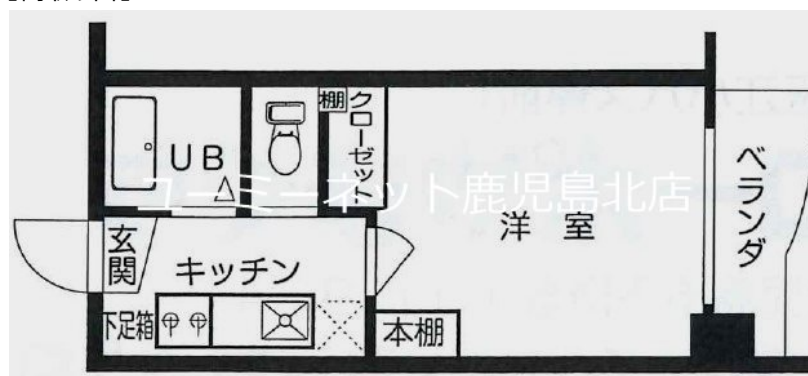 棚
クローゼット
UB
ユーミーネット鹿児島北店
ベランダ
洋室
玄関
キッチン
下足箱
本棚